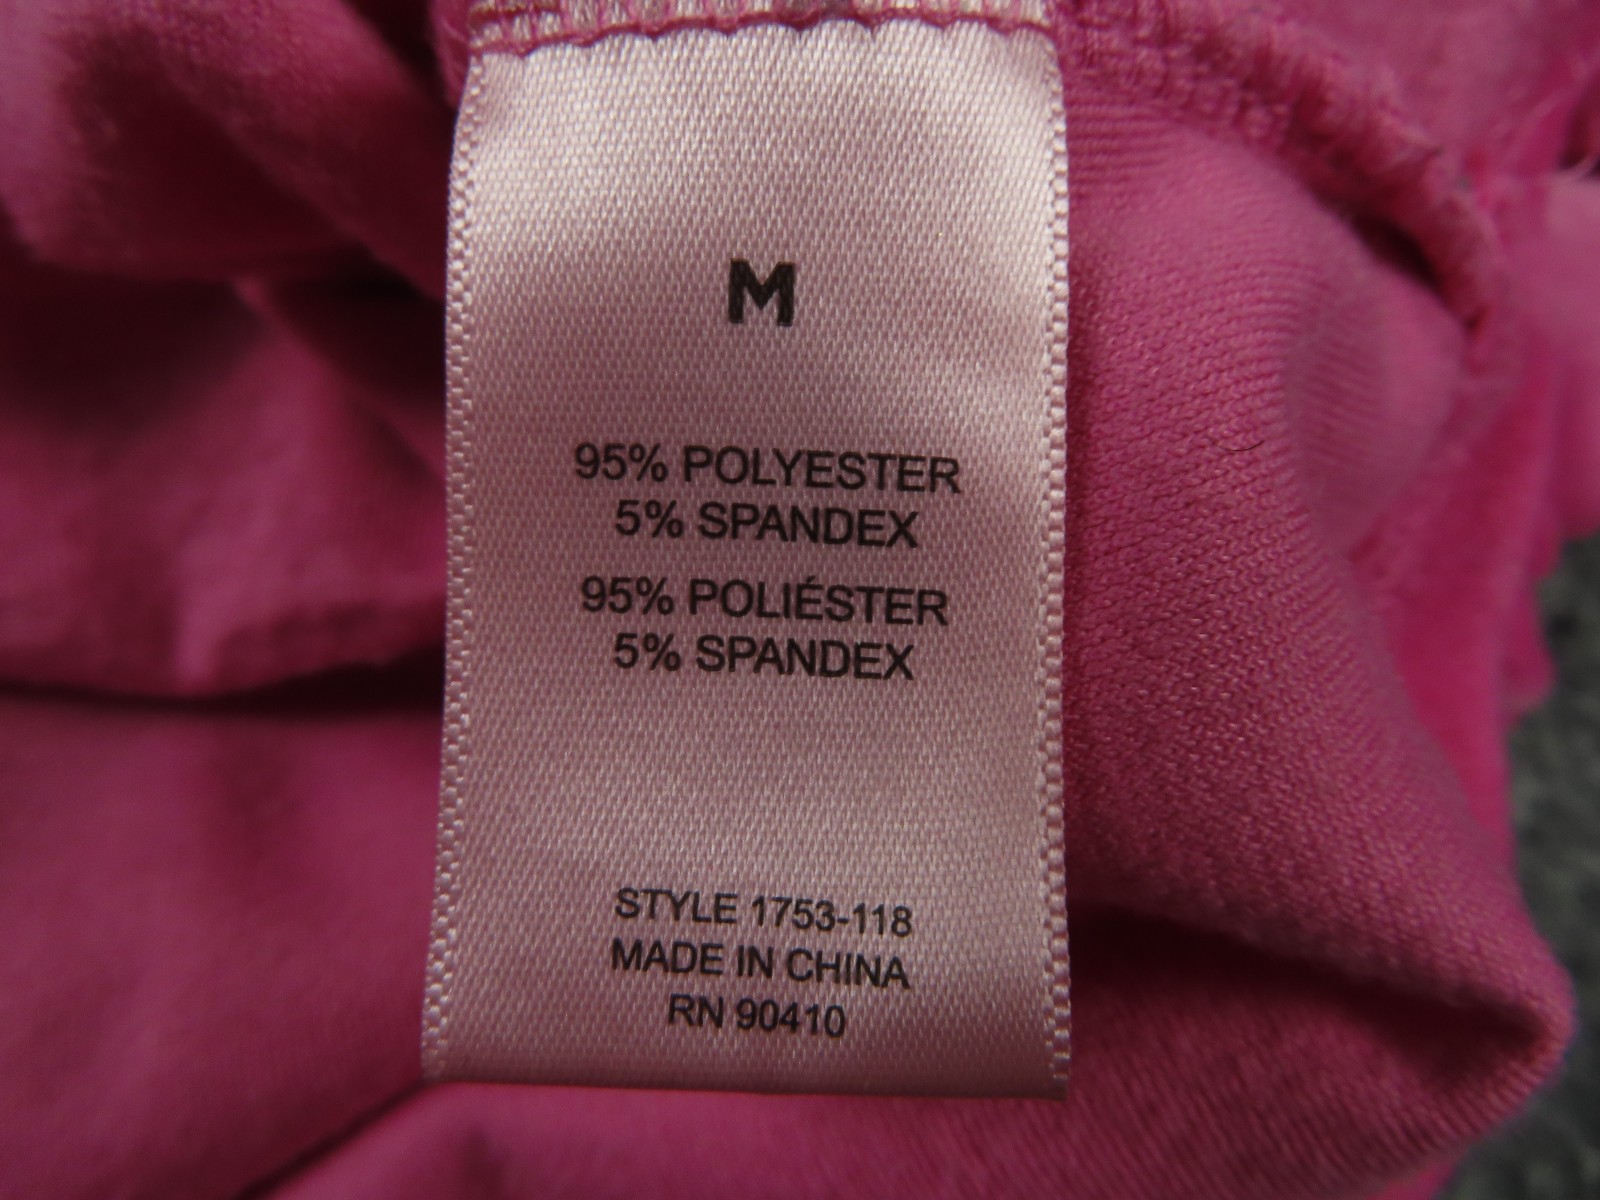 M
95% POLYESTER
5% SPANDEX
95% POLIÉSTER
5% SPANDEX
STYLE 1753-118
MADE IN CHINA
RN 90410